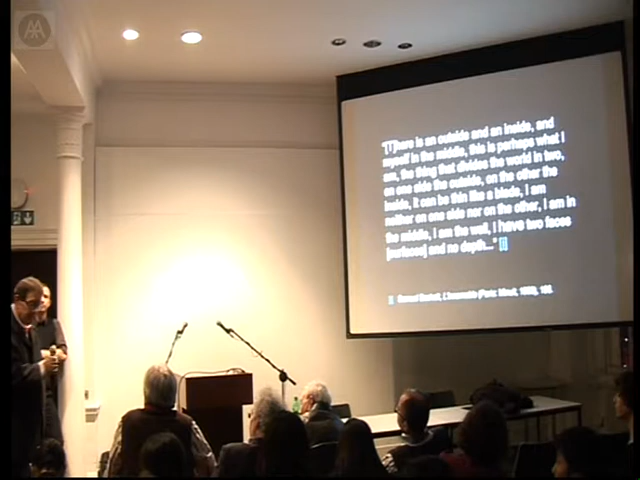 AA
"[T]here is an outside and an inside, and
myself in the middle, this is perhaps what I
am, the thing that divides the world in two,
on one side the outside, on the other the
inside, it can be thin like a blade, I am
neither on one side nor on the other, I am in
the middle, I am the wall, I have two faces
[surfaces] and no depth..." [i]
(Paris: Minuit,